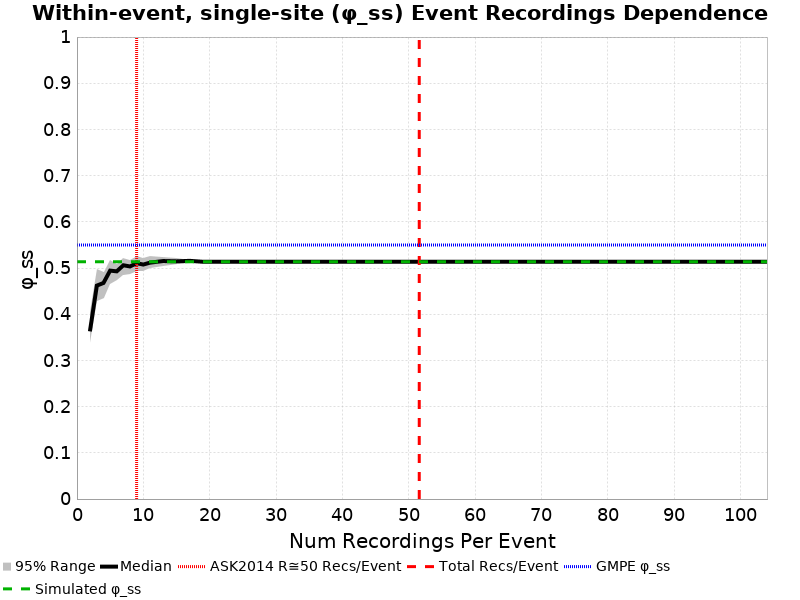 Within-event, single-site (φ_ss) Event Recordings Dependence
1
0.9
0.8
0.7
0.6
0.5
0.4
0.3
0.2
0.1
0
φ_ss
0 10 20 30 40 50 60 70 80 90 100
Num Recordings Per Event
95% Range Median ASK2014 R≅50 Recs/Event Total Recs/Event GMPE φ_ss
Simulated φ_ss